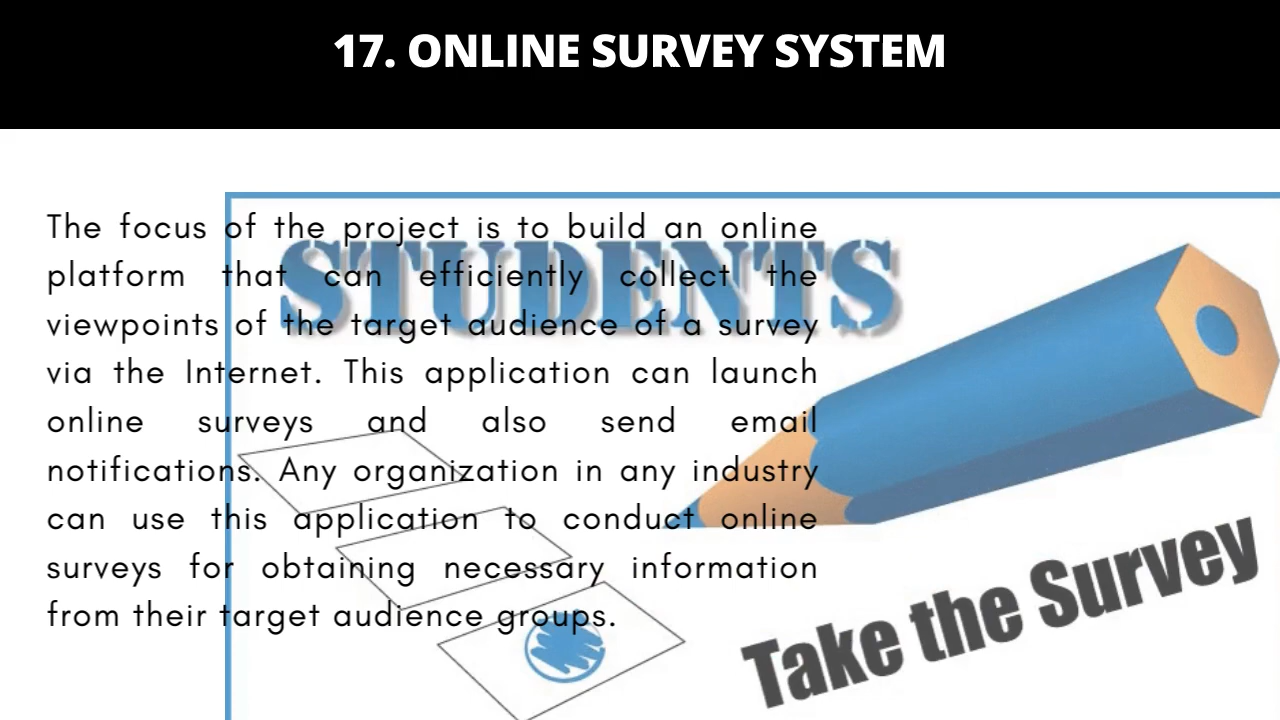 17. ONLINE SURVEY SYSTEM
STUDENTS
The focus of the project is to build an online
platform that can efficiently collect the
viewpoints of the target audience of a survey
via the Internet. This application can launch
online surveys and also send email
notifications. Any organization in any industry
can use this application to conduct online
surveys for obtaining necessary information
from their target audience groups.
Take the Survey